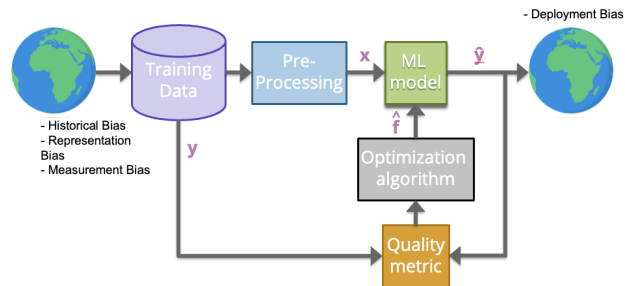 - Deployment Bias
Training
Data
Pre-
Processing
x
ML
model
ŷ
- Historical Bias
- Representation
Bias
- Measurement Bias
y
f̂
Optimization
algorithm
Quality
metric